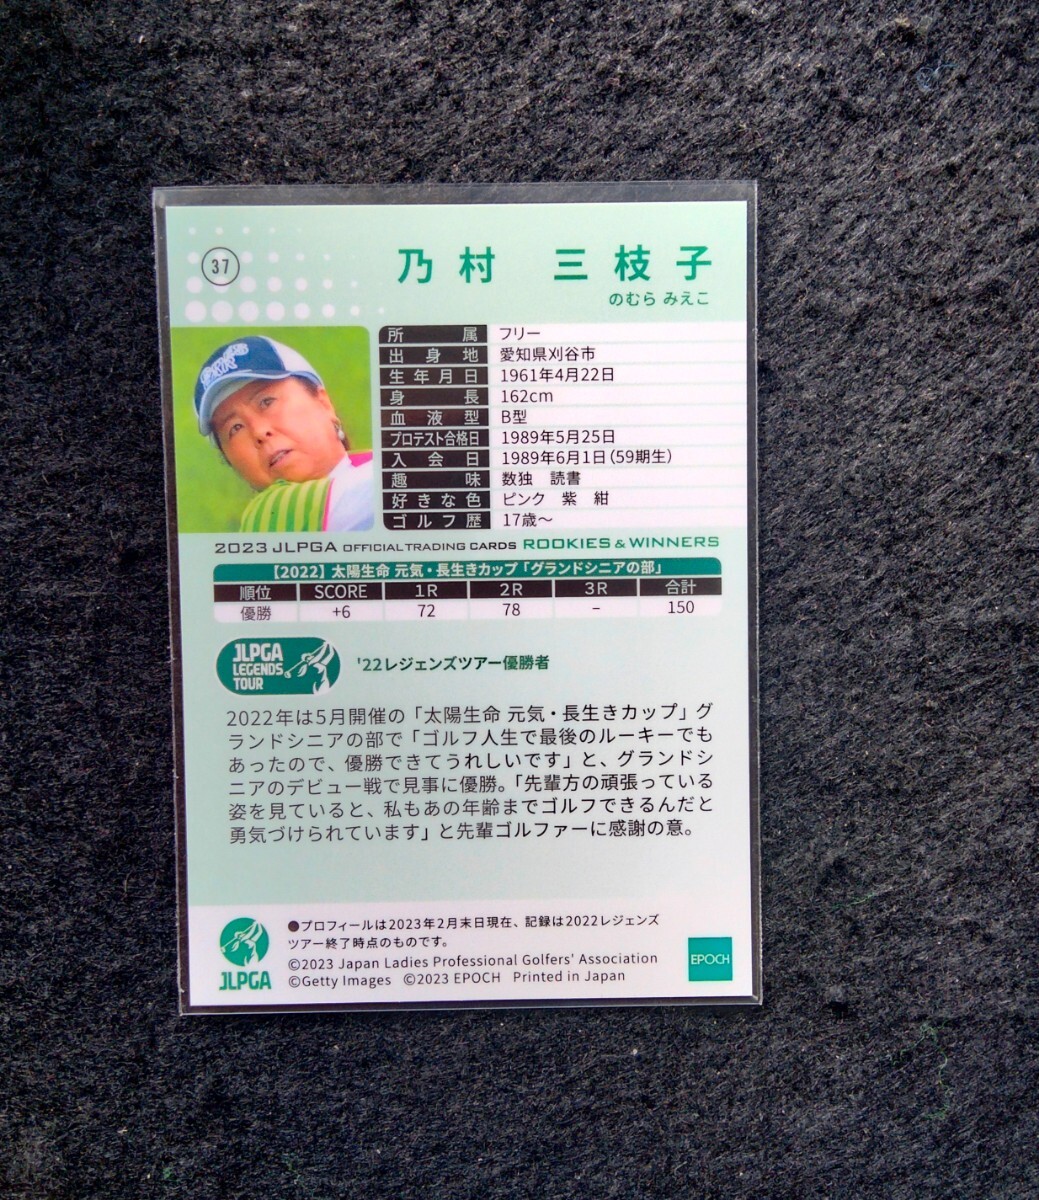 37
乃村 三枝子
のむら みえこ
所属 フリー
出身地 愛知県刈谷市
生年月日 1961年4月22日
身長 162cm
血液型 B型
プロテスト合格日 1989年5月25日
入会日 1989年6月1日(59期生)
趣味 数独 読書
好きな色 ピンク 紫 紺
ゴルフ歴 17歳〜
2023 JLPGA OFFICIAL TRADING CARDS ROOKIES & WINNERS
【2022】太陽生命 元気・長生きカップ「グランドシニアの部」
順位 SCORE 1R 2R 3R 合計
優勝 +6 72 78 − 150
JLPGA
LEGENDS
TOUR
'22レジェンズツアー優勝者
2022年は5月開催の「太陽生命 元気・長生きカップ」グ
ランドシニアの部で「ゴルフ人生で最後のルーキーでも
あったので、優勝できてうれしいです」と、グランドシ
ニアのデビュー戦で見事に優勝。「先輩方の頑張っている
姿を見ていると、私もあの年齢までゴルフできるんだと
勇気づけられています」と先輩ゴルファーに感謝の意。
●プロフィールは2023年2月末日現在、記録は2022レジェンズ
ツアー終了時点のものです。
©2023 Japan Ladies Professional Golfers' Association
©Getty Images ©2023 EPOCH Printed in Japan
JLPGA
EPOCH